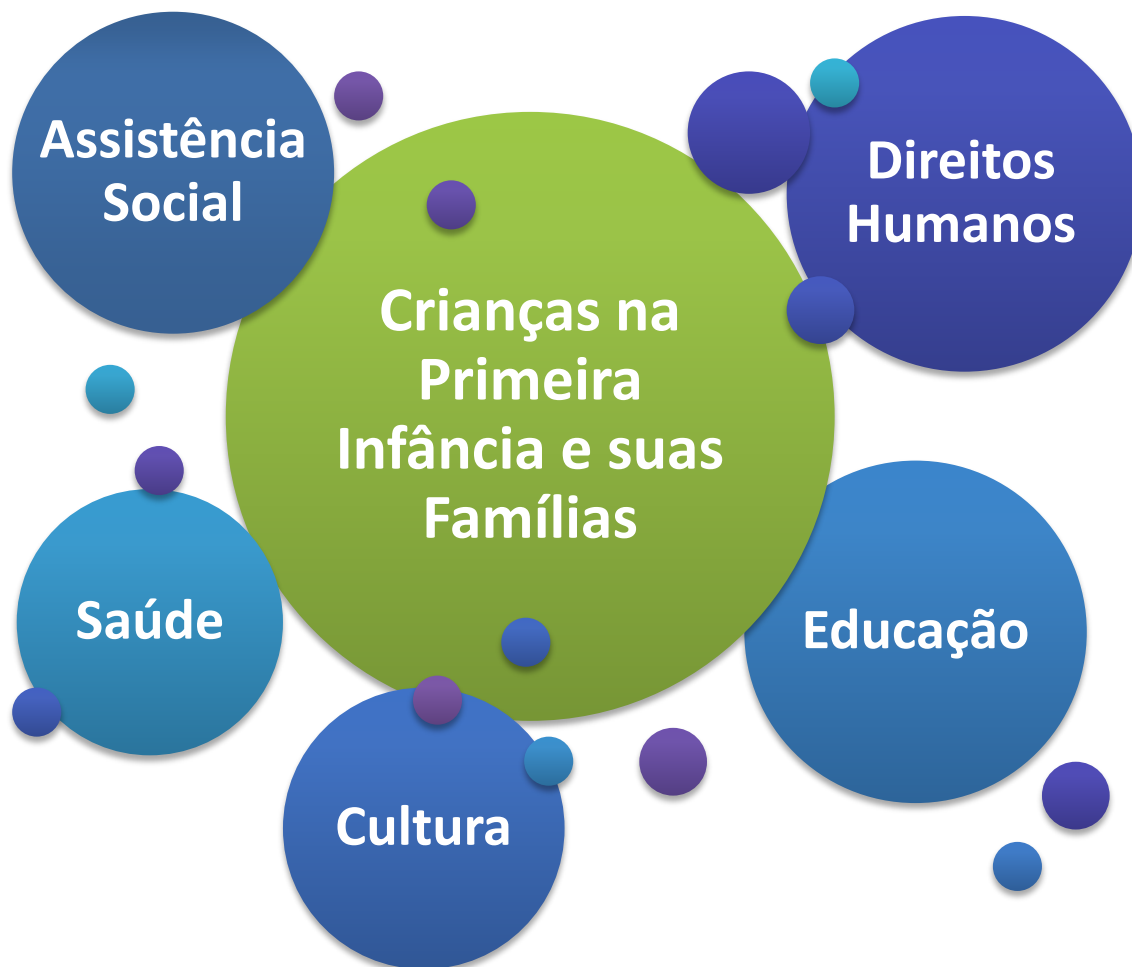 Assistência
Social
Direitos
Humanos
Crianças na
Primeira
Infância e suas
Famílias
Saúde
Educação
Cultura